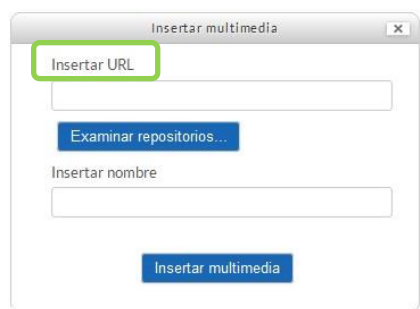 Insertar multimedia
Insertar URL
Examinar repositorios...
Insertar nombre
Insertar multimedia